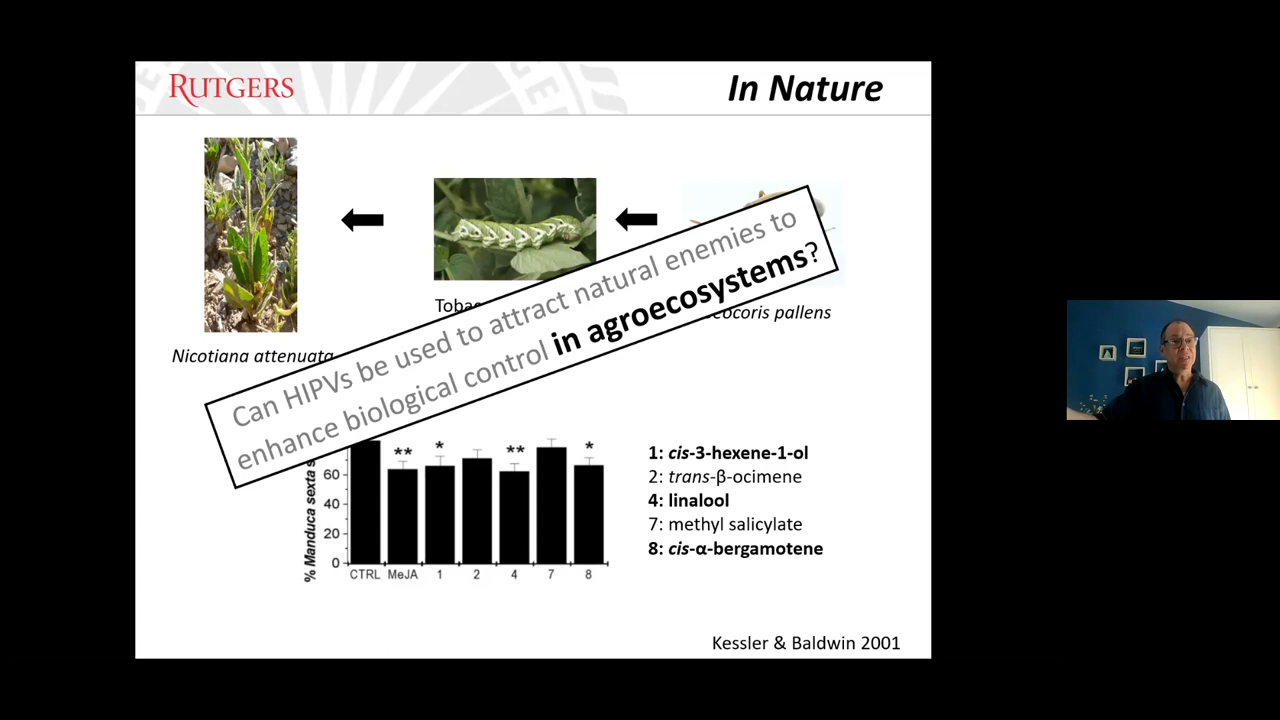 RUTGERS
In Nature
Can HIPVs be used to attract natural enemies to
enhance biological control in agroecosystems?
pallens
Nicotiana attenuata
% Manduca sexta
60
40
20
0
** * ** *
CTRL MeJA 1 2 4 7 8
1: cis-3-hexene-1-ol
2: trans-β-ocimene
4: linalool
7: methyl salicylate
8: cis-α-bergamotene
Kessler & Baldwin 2001